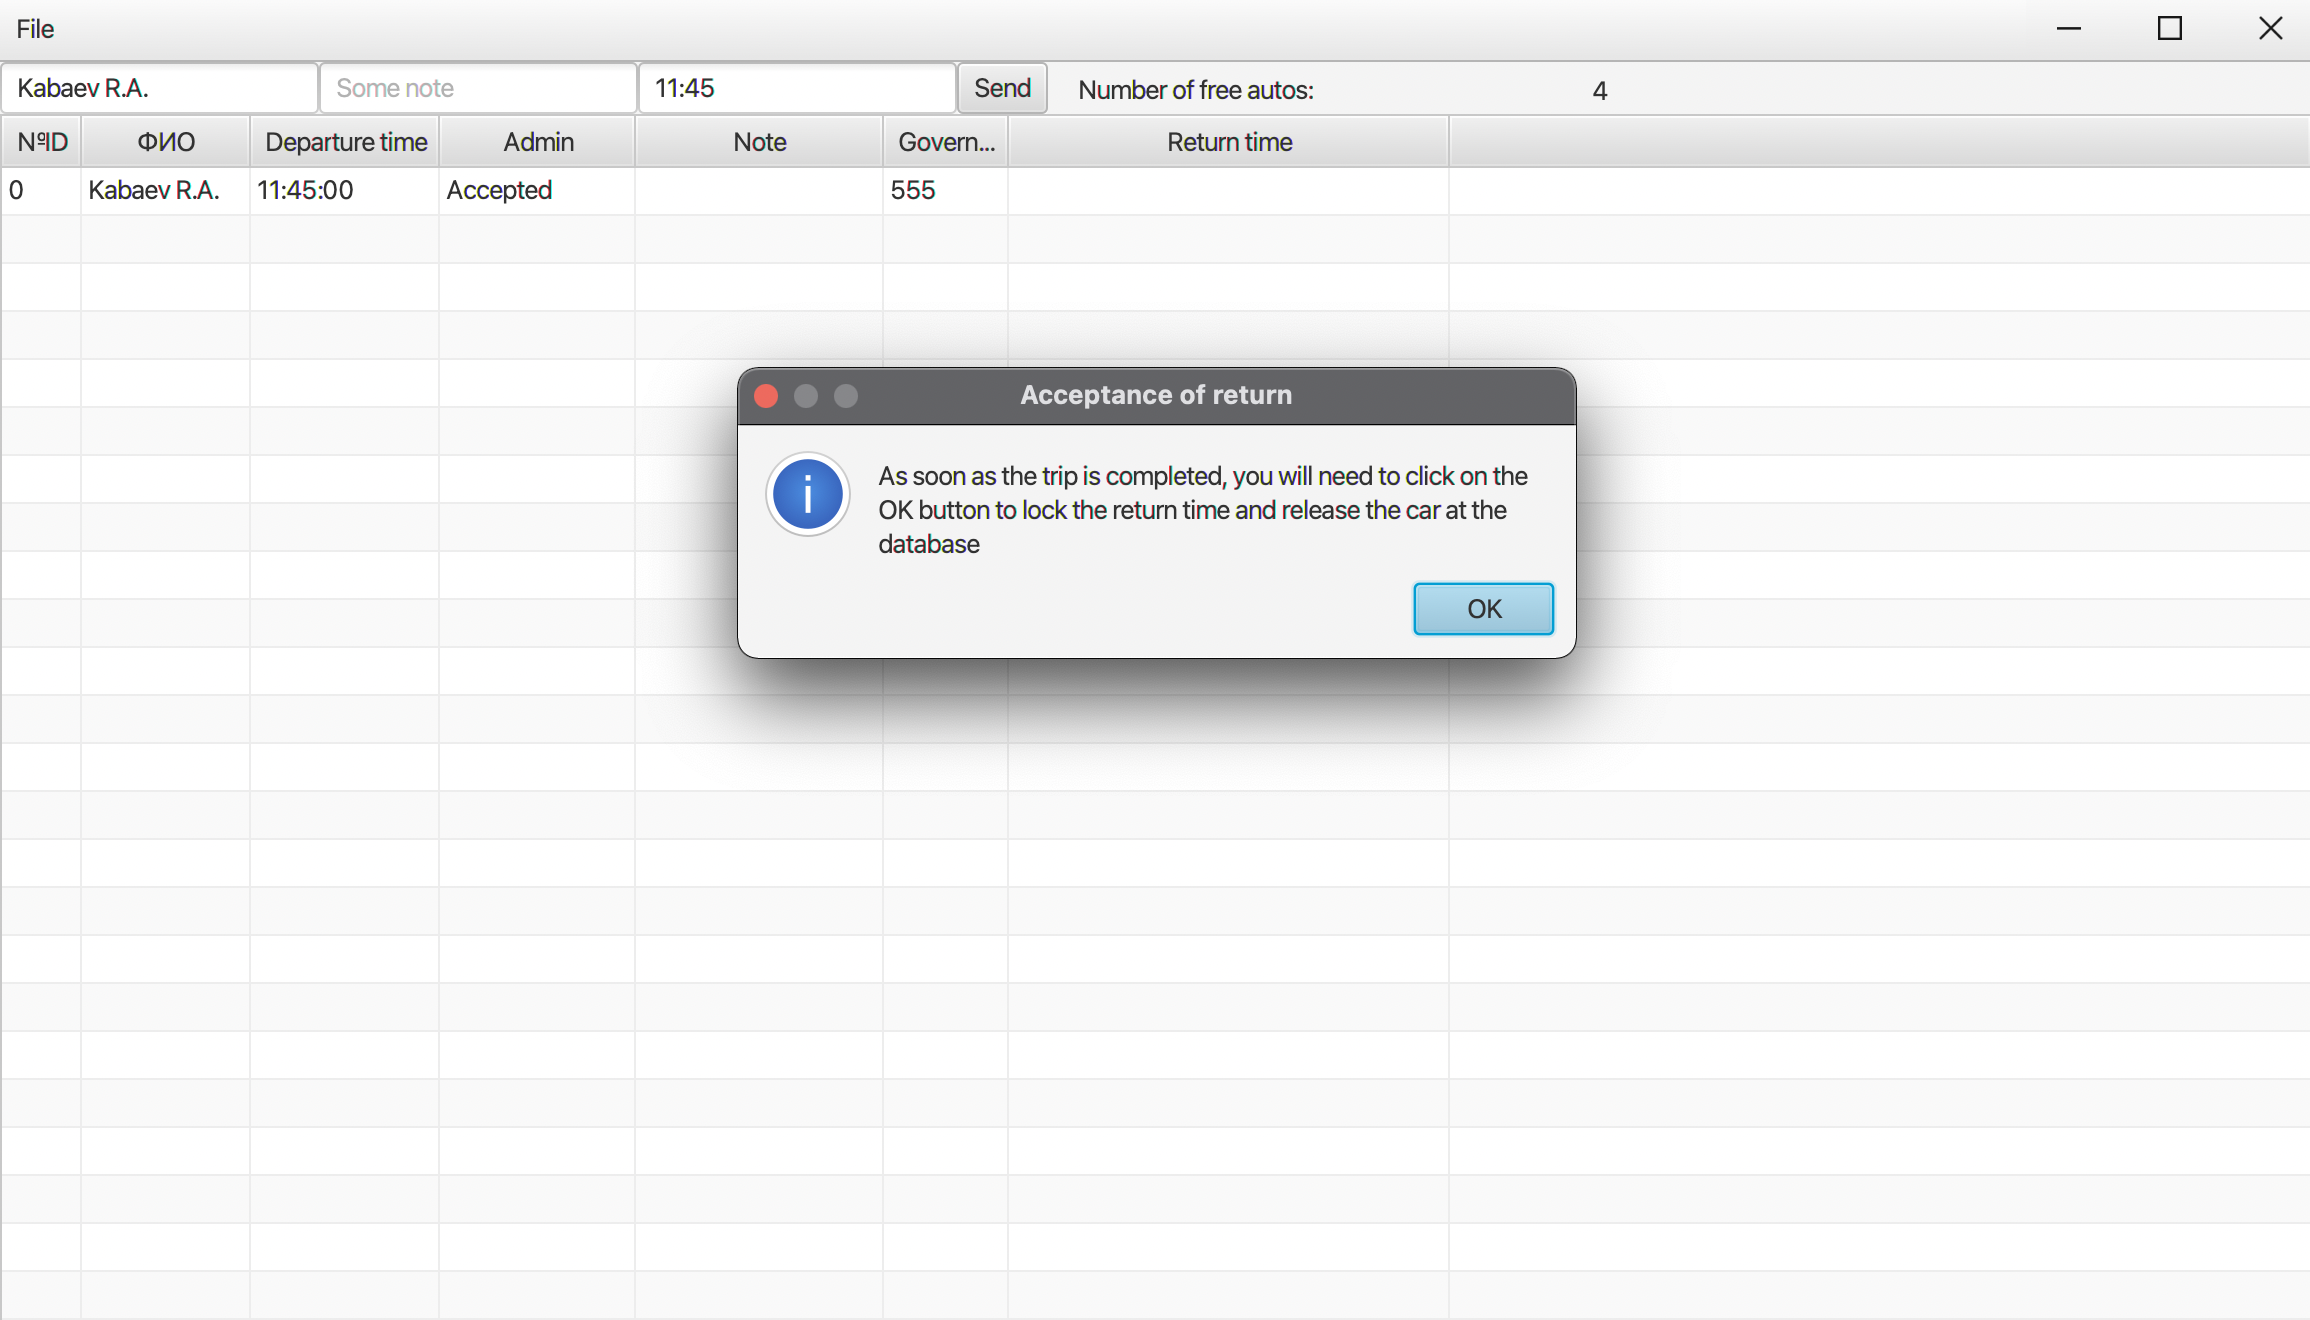 File
Kabaev R.A. Some note 11:45 Send Number of free autos: 4
NºID ФИО Departure time Admin Note Govern... Return time
0 Kabaev R.A. 11:45:00 Accepted 555
Acceptance of return
As soon as the trip is completed, you will need to click on the
OK button to lock the return time and release the car at the
database
OK